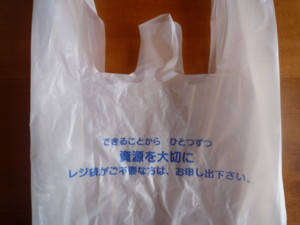 できることから　ひとつずつ
資源を大切に
レジ袋がご不要な方は、お申し出下さい。